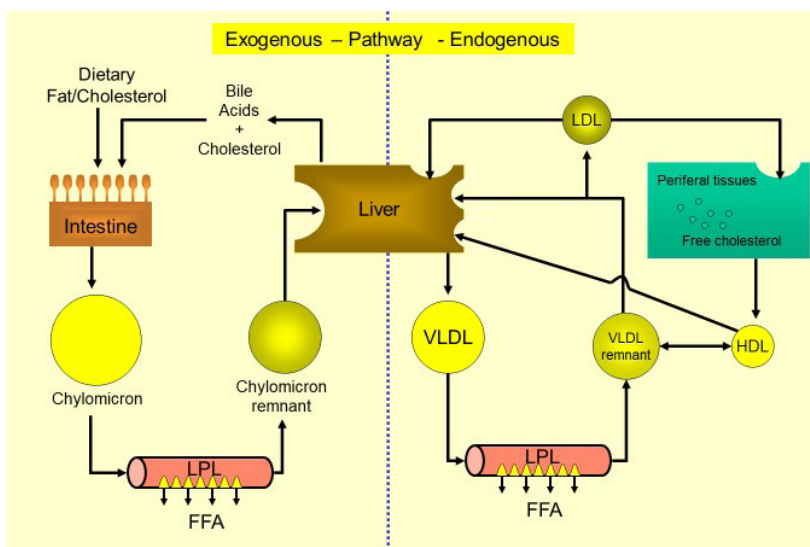 Exogenous – Pathway - Endogenous
Dietary
Fat/Cholesterol
Bile
Acids
+
Cholesterol
Intestine
Chylomicron
LPL
FFA
Chylomicron
remnant
Liver
LDL
Periferal tissues
Free cholesterol
VLDL
LPL
FFA
VLDL
remnant
HDL